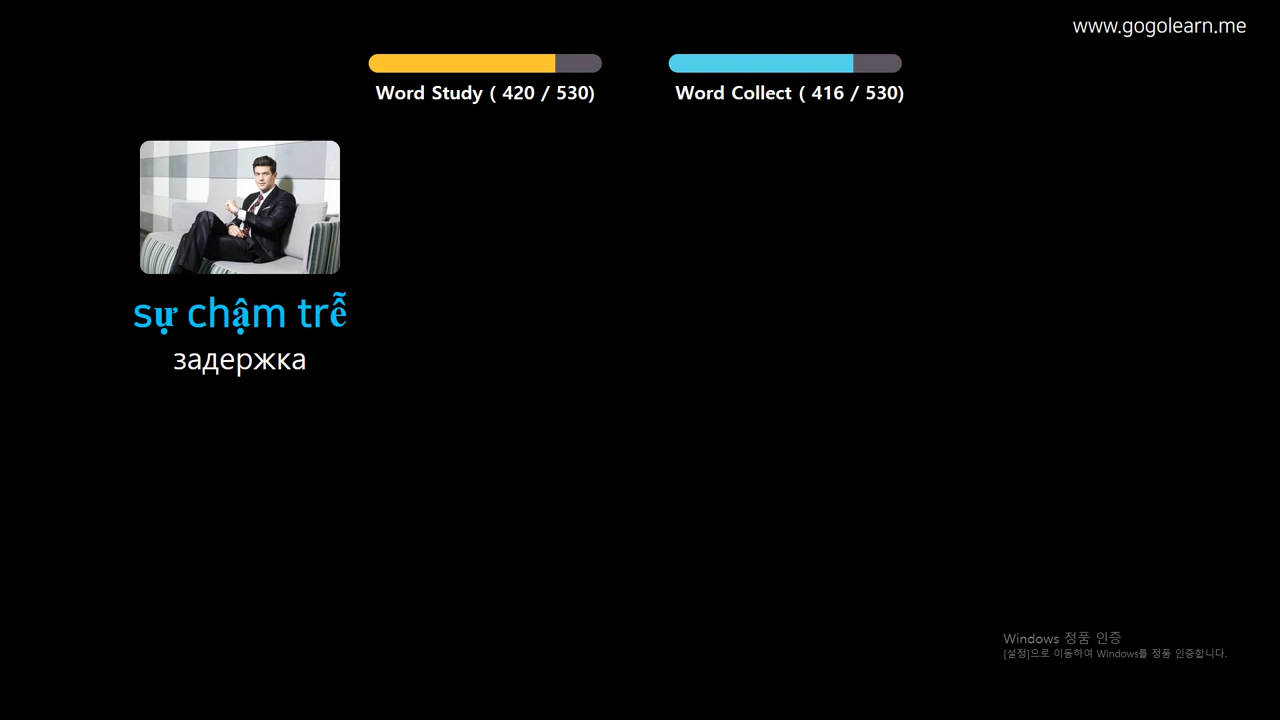 www.gogolearn.me
Word Study ( 420 / 530)
Word Collect ( 416 / 530)
sự chậm trễ
задержка
Windows 정품 인증
[설정]으로 이동하여 Windows를 정품 인증합니다.